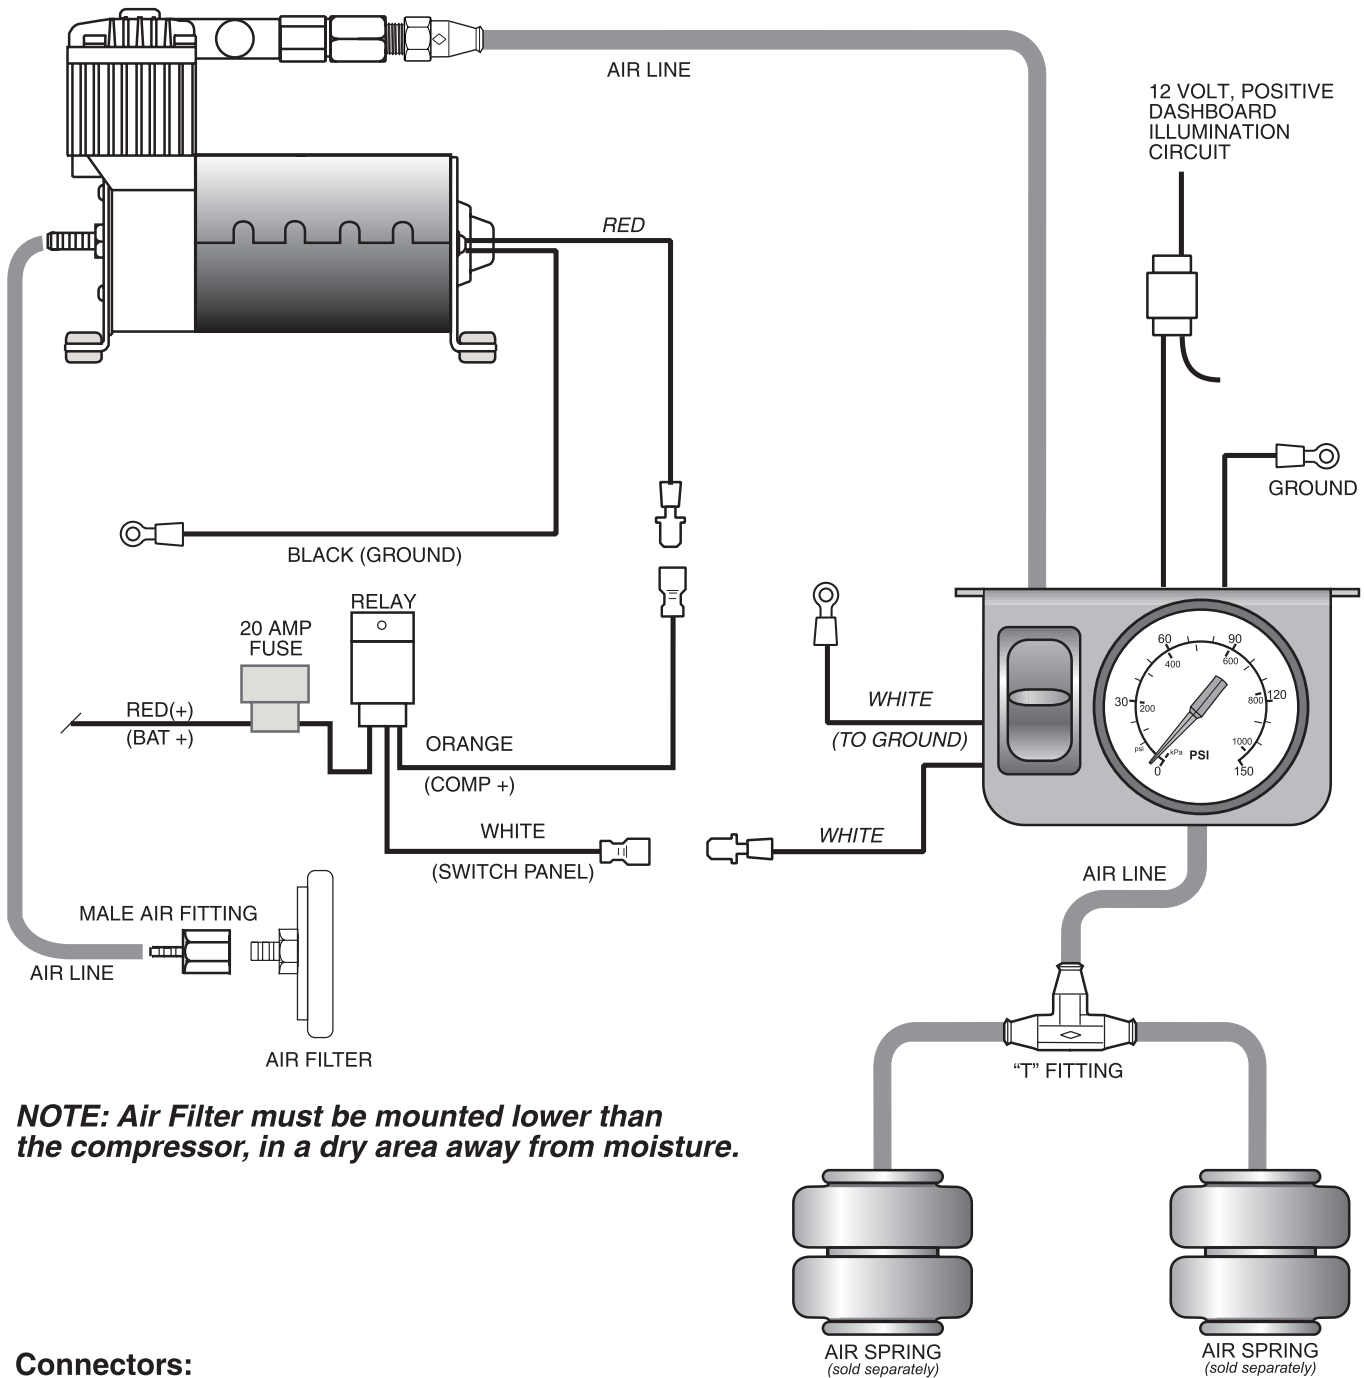 AIR LINE
12 VOLT, POSITIVE
DASHBOARD
ILLUMINATION
CIRCUIT
RED
GROUND
BLACK (GROUND)
RELAY
20 AMP
FUSE
RED(+)
(BAT +)
ORANGE
(COMP +)
WHITE
(SWITCH PANEL)
WHITE
(TO GROUND)
WHITE
60
90
400
600
30
200
800
120
psi
kPa
PSI
1000
0
150
AIR LINE
MALE AIR FITTING
AIR LINE
AIR FILTER
“T” FITTING
NOTE: Air Filter must be mounted lower than
the compressor, in a dry area away from moisture.
AIR SPRING
(sold separately)
AIR SPRING
(sold separately)
Connectors: